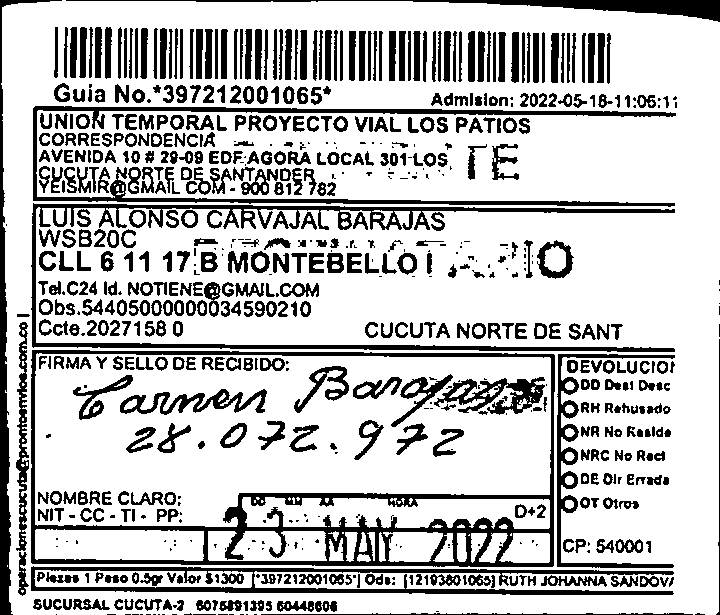 Guia No.*397212001065*
Admision: 2022-05-18-11:06:11
UNION TEMPORAL PROYECTO VIAL LOS PATIOS
CORRESPONDENCIA
AVENIDA 10 # 29-09 EDF AGORA LOCAL 301 LOS
CUCUTA NORTE DE SANTANDER
YEISMIR@GMAIL COM - 900 812 782
TE
LUIS ALONSO CARVAJAL BARAJAS
WSB20C
CLL 6 11 17 B MONTEBELLO I
Tel.C24 Id. NOTIENE@GMAIL.COM
Obs.54405000000034590210
Ccte.2027158 0
CUCUTA NORTE DE SANT
operacionescucuta@prontoenvios.com.co
FIRMA Y SELLO DE RECIBIDO:
Carmen Barajas
28.072.972
NOMBRE CLARO:
NIT - CC - TI - PP:
DD MM AA HORA
D+2
23 MAY 2022
DEVOLUCION
DD Dest Desc
RH Rehusado
NR No Reside
NRC No Recl
DE Dir Errada
OT Otros
CP: 540001
Piezas 1 Peso 0.5gr Valor $1300 [*397212001065*] Ods: [12193801065] RUTH JOHANNA SANDOVA
SUCURSAL CUCUTA-2 6075891395 60448606